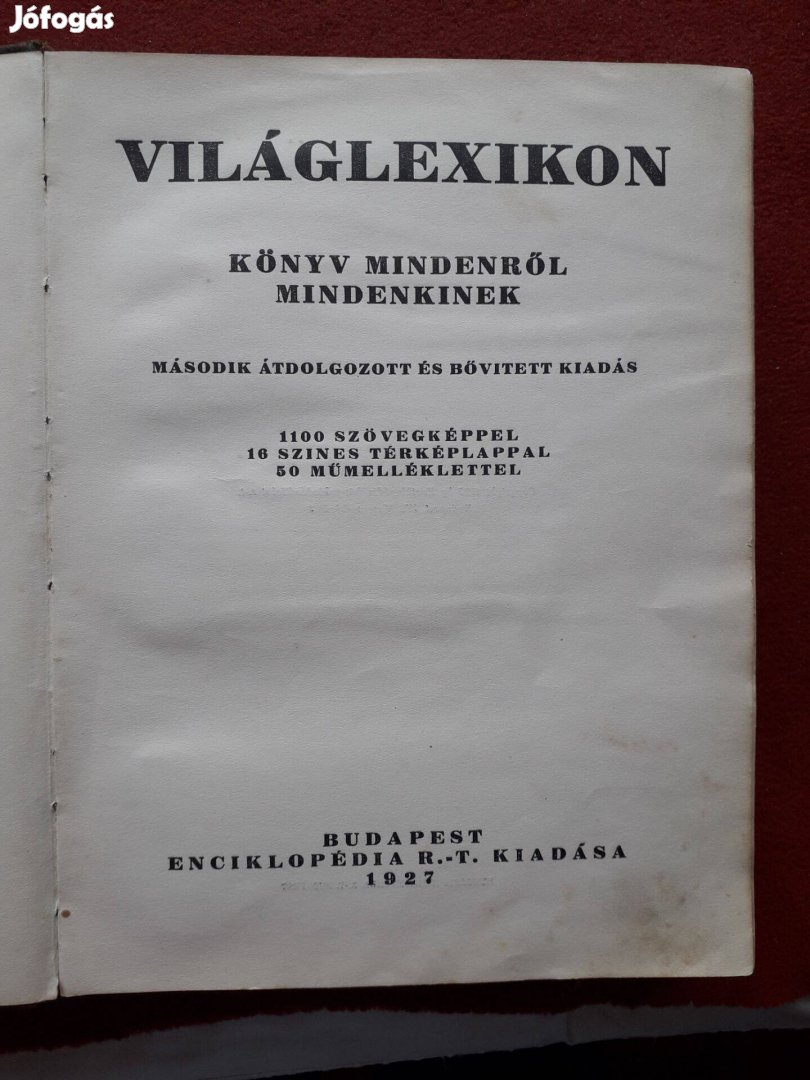 Jófogás
VILÁGLEXIKON
KÖNYV MINDENRŐL
MINDENKINEK
MÁSODIK ÁTDOLGOZOTT ÉS BŐVITETT KIADÁS
1100 SZÖVEGKÉPPEL
16 SZINES TÉRKÉPLAPPAL
50 MŰMELLÉKLETTEL
BUDAPEST
ENCIKLOPÉDIA R.-T. KIADÁSA
1927